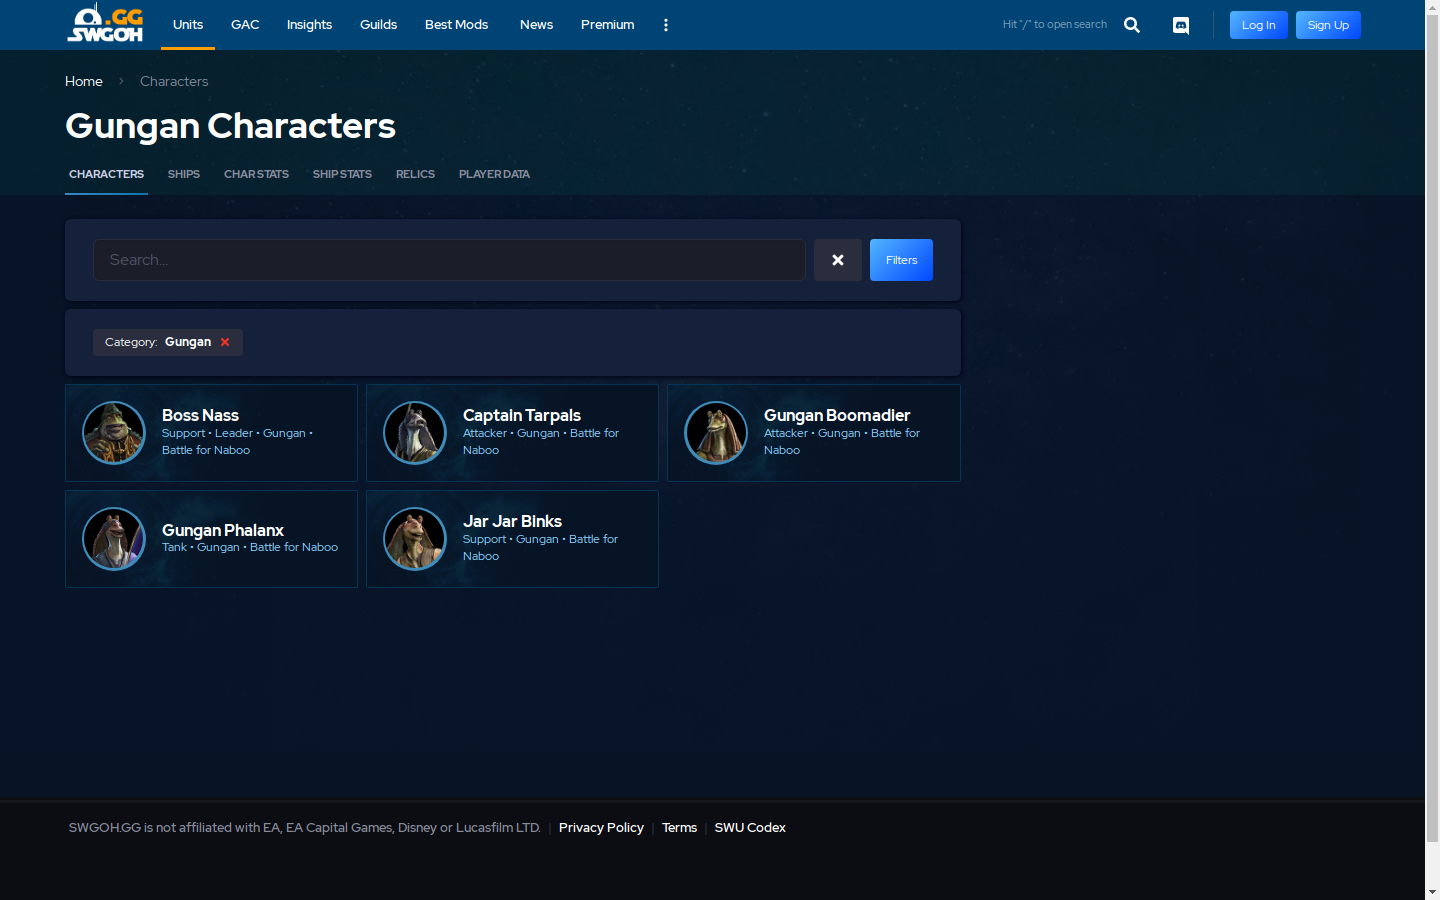 .GG
SWGOH
Units
GAC
Insights
Guilds
Best Mods
News
Premium
Hit "/" to open search
Log In
Sign Up
Home
Characters
Gungan Characters
CHARACTERS
SHIPS
CHAR STATS
SHIP STATS
RELICS
PLAYER DATA
Search...
Filters
Category: Gungan
Boss Nass
Support • Leader • Gungan •
Battle for Naboo
Captain Tarpals
Attacker • Gungan • Battle for
Naboo
Gungan Boomadier
Attacker • Gungan • Battle for
Naboo
Gungan Phalanx
Tank • Gungan • Battle for Naboo
Jar Jar Binks
Support • Gungan • Battle for
Naboo
SWGOH.GG is not affiliated with EA, EA Capital Games, Disney or Lucasfilm LTD. | Privacy Policy | Terms | SWU Codex